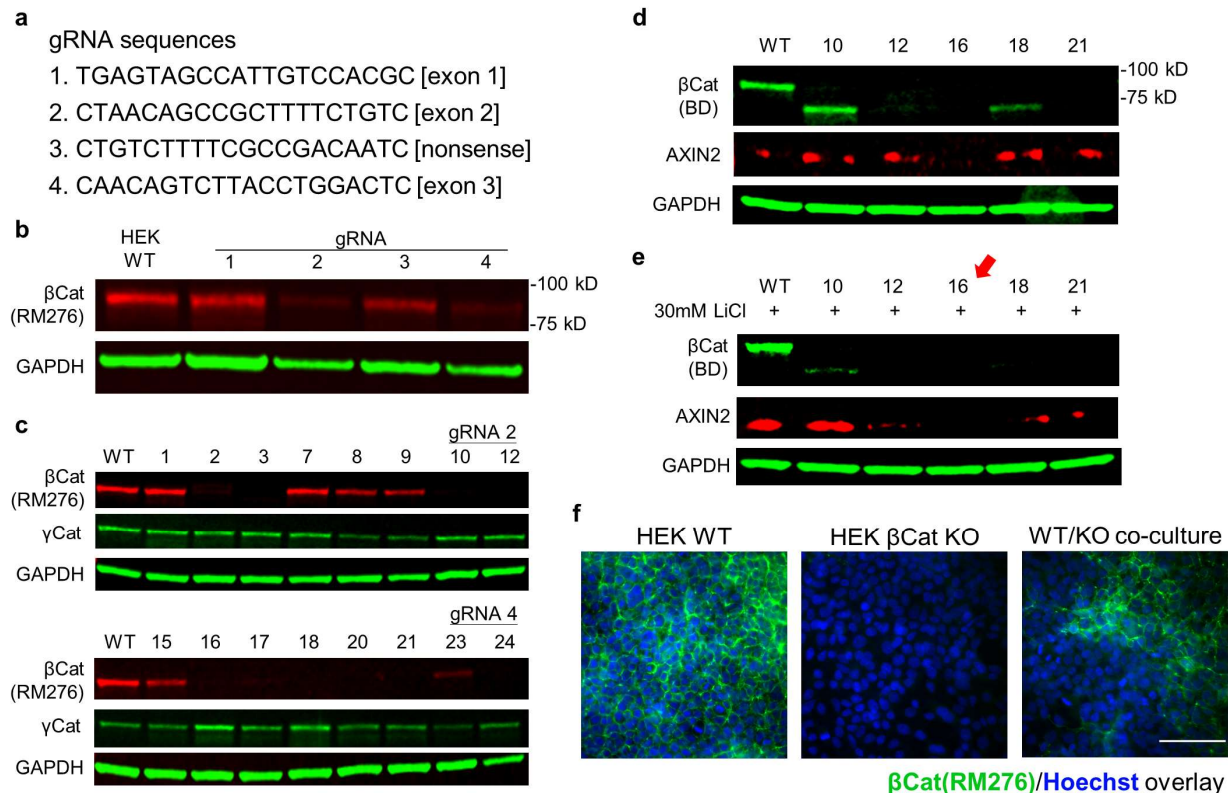 a
gRNA sequences
1. TGAGTAGCCATTGTCCACGC [exon 1]
2. CTAACAGCCGCTTTTCTGTC [exon 2]
3. CTGTCTTTTCGCCGACAATC [nonsense]
4. CAACAGTCTTACCTGGACTC [exon 3]
b
HEK
WT
gRNA
1 2 3 4
βCat
(RM276)
-100 kD
-75 kD
GAPDH
c
gRNA 2
WT 1 2 3 7 8 9 10 12
βCat
(RM276)
γCat
GAPDH
gRNA 4
WT 15 16 17 18 20 21 23 24
βCat
(RM276)
γCat
GAPDH
d
WT 10 12 16 18 21
βCat
(BD)
-100 kD
-75 kD
AXIN2
GAPDH
e
WT 10 12 16 18 21
30mM LiCl + + + + + +
βCat
(BD)
AXIN2
GAPDH
f
HEK WT HEK βCat KO WT/KO co-culture
βCat(RM276)/Hoechst overlay